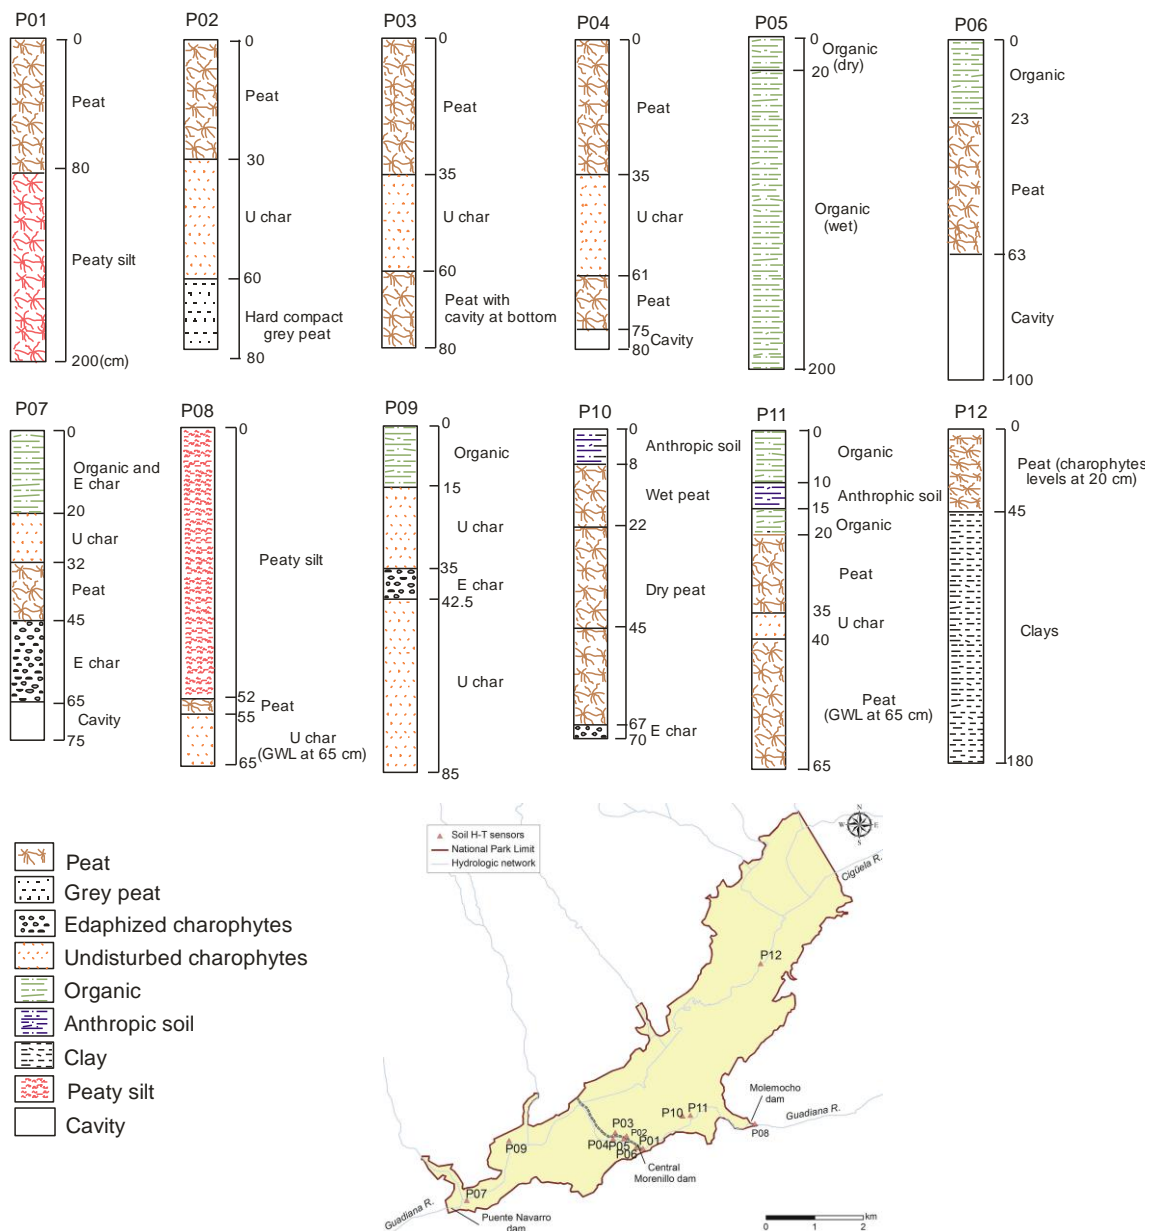 P01
0
Peat
80
Peaty silt
200(cm)
P02
0
Peat
30
U char
60
Hard compact
grey peat
80
P03
0
Peat
35
U char
60
Peat with
cavity at bottom
80
P04
0
Peat
35
U char
61
Peat
75
Cavity
80
P05
0
Organic
(dry)
20
Organic
(wet)
200
P06
0
Organic
23
Peat
63
Cavity
100
P07
0
Organic and
E char
20
U char
32
Peat
45
E char
65
Cavity
75
P08
0
Peaty silt
52
Peat
55
U char
(GWL at 65 cm)
65
P09
0
Organic
15
U char
35
E char
42.5
U char
85
P10
0
Anthropic soil
8
Wet peat
22
Dry peat
45
67
E char
70
P11
0
Organic
10
Anthrophic soil
15
Organic
20
Peat
35
U char
40
Peat
(GWL at 65 cm)
65
P12
0
Peat (charophytes
levels at 20 cm)
45
Clays
180
Peat
Grey peat
Edaphized charophytes
Undisturbed charophytes
Organic
Anthropic soil
Clay
Peaty silt
Cavity
Soil H-T sensors
National Park Limit
Hydrologic network
N
W
E
S
Cigüela R.
P12
Molemocho
dam
Guadiana R.
P08
P10
P11
P03
P02
P04
P05
P01
P06
Central
Morenillo dam
P09
P07
Guadiana R.
Puente Navarro
dam
km
0 1 2